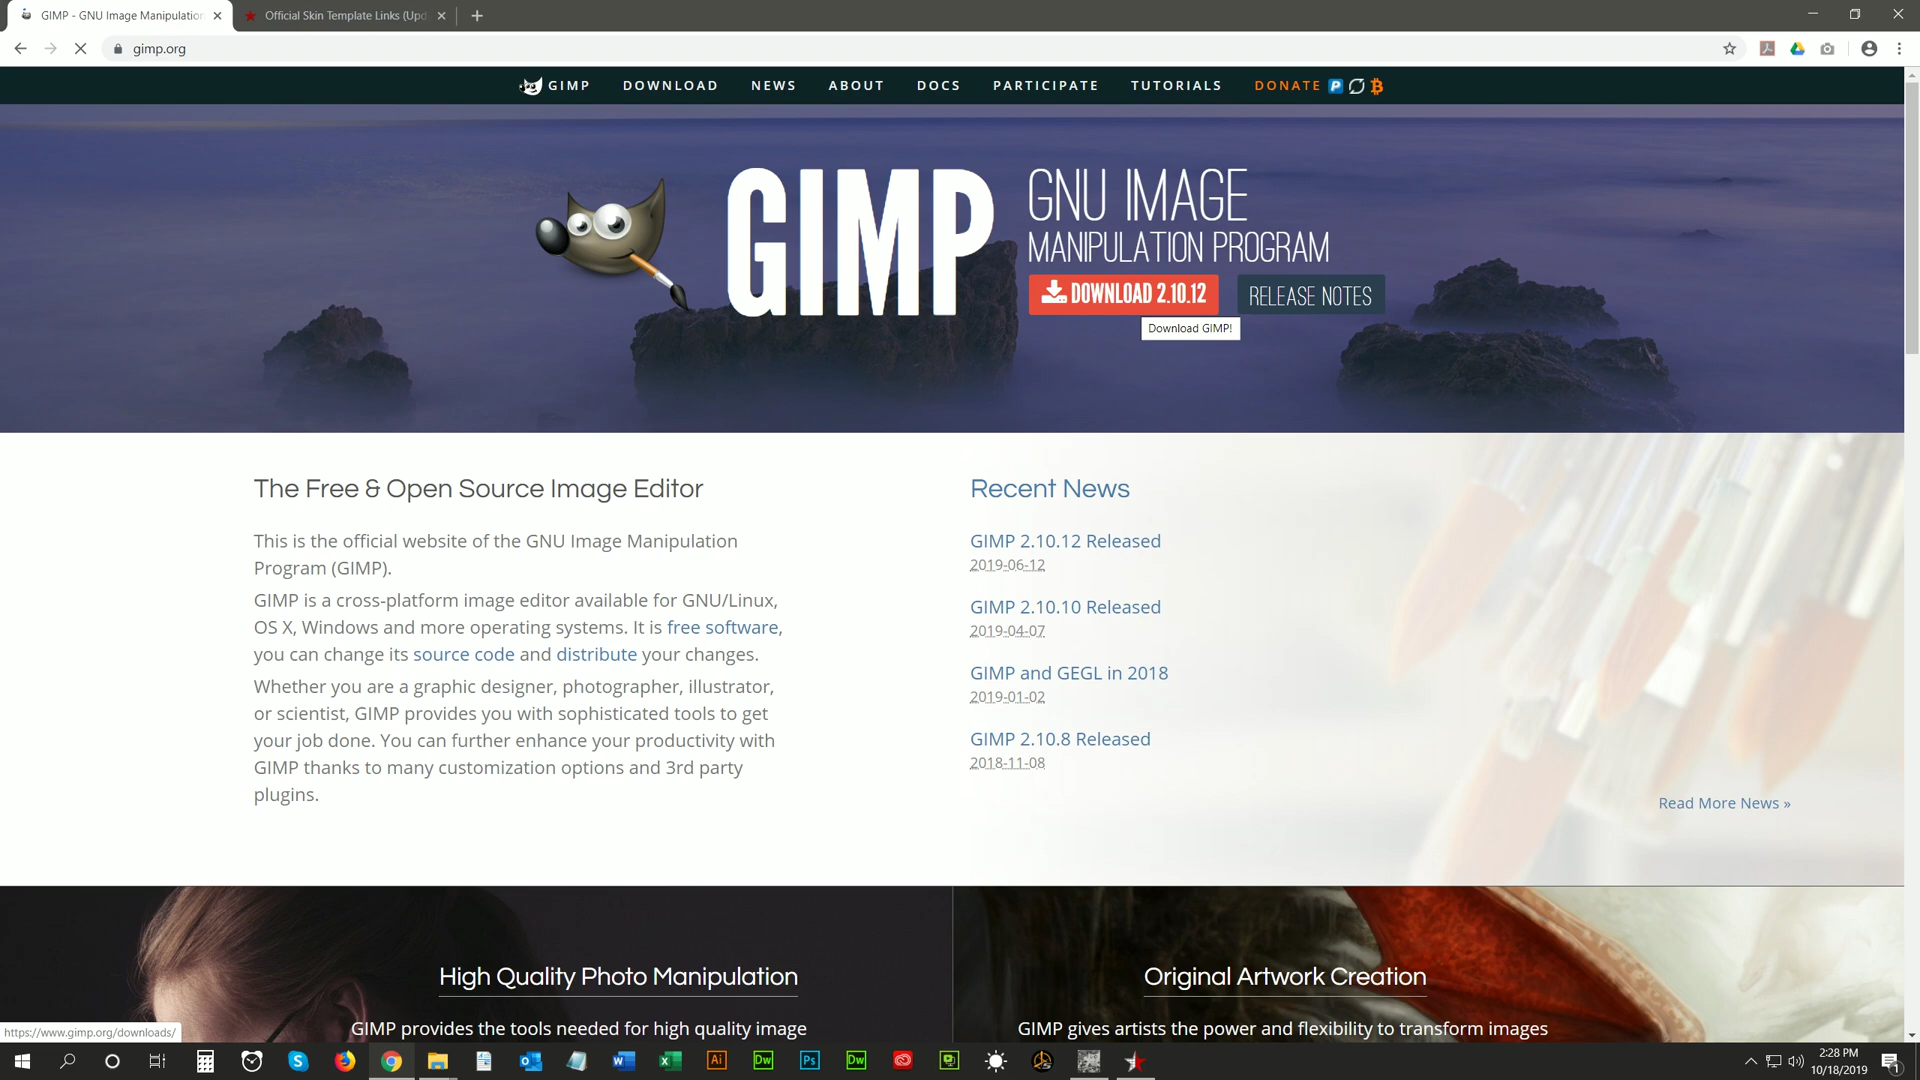 GIMP - GNU Image Manipulation
Official Skin Template Links (Upd
gimp.org
GIMP
DOWNLOAD
NEWS
ABOUT
DOCS
PARTICIPATE
TUTORIALS
DONATE
GIMP
GNU IMAGE
MANIPULATION PROGRAM
DOWNLOAD 2.10.12
RELEASE NOTES
Download GIMP!
The Free & Open Source Image Editor
This is the official website of the GNU Image Manipulation
Program (GIMP).
GIMP is a cross-platform image editor available for GNU/Linux,
OS X, Windows and more operating systems. It is free software,
you can change its source code and distribute your changes.
Whether you are a graphic designer, photographer, illustrator,
or scientist, GIMP provides you with sophisticated tools to get
your job done. You can further enhance your productivity with
GIMP thanks to many customization options and 3rd party
plugins.
Recent News
GIMP 2.10.12 Released
2019-06-12
GIMP 2.10.10 Released
2019-04-07
GIMP and GEGL in 2018
2019-01-02
GIMP 2.10.8 Released
2018-11-08
Read More News »
High Quality Photo Manipulation
GIMP provides the tools needed for high quality image
Original Artwork Creation
GIMP gives artists the power and flexibility to transform images
https://www.gimp.org/downloads/
Ai
Dw
Ps
Dw
2:28 PM
10/18/2019
1